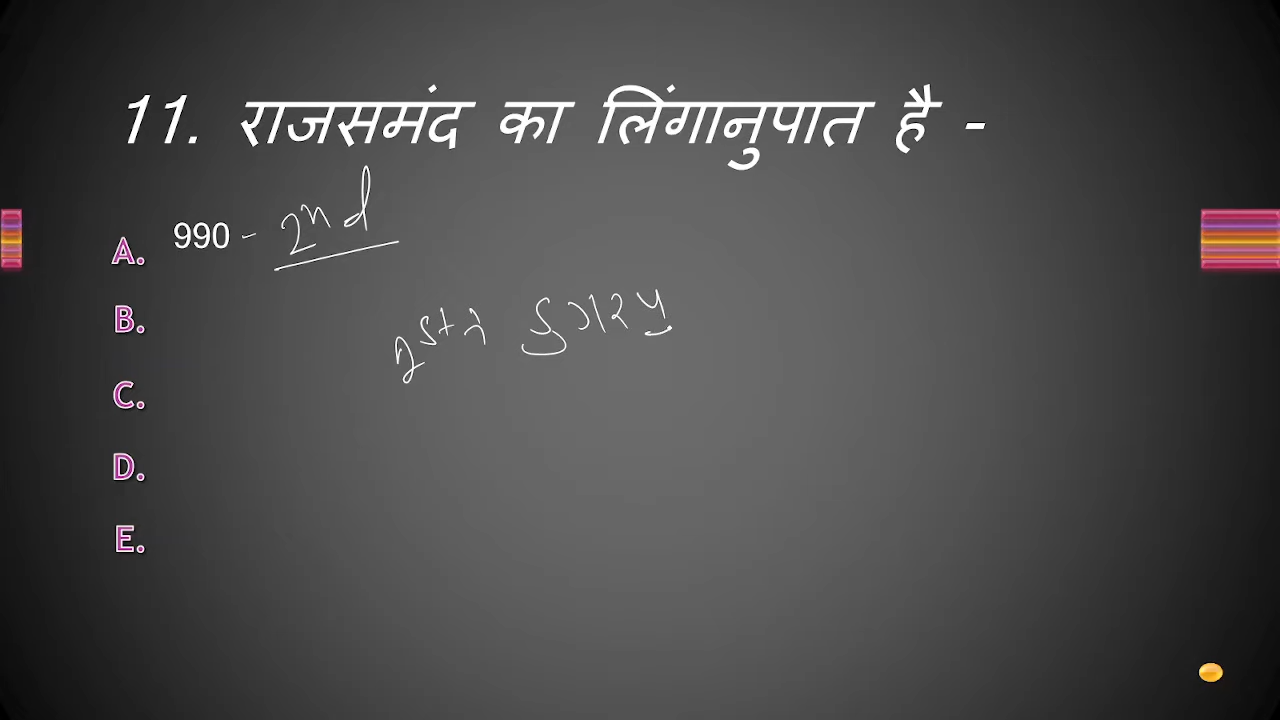 11. राजसमंद का लिंगानुपात है -
A. 990 - 2nd
B.
C.
D.
E.